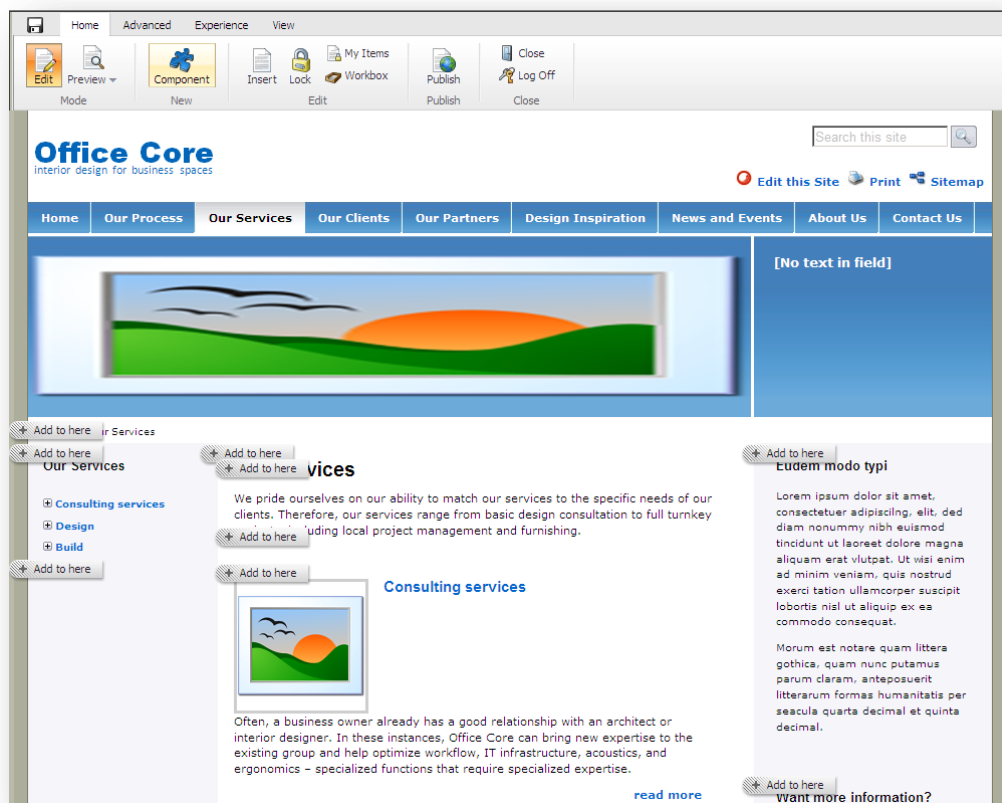 Home Advanced Experience View
Edit Preview Component Insert Lock My Items Workbox Publish Close Log Off
Mode New Edit Publish Close
Search this site
Office Core
interior design for business spaces
Edit this Site Print Sitemap
Home Our Process Our Services Our Clients Our Partners Design Inspiration News and Events About Us Contact Us
[No text in field]
+ Add to here
r Services
+ Add to here
Our Services
Consulting services
Design
Build
+ Add to here
+ Add to here
+ Add to here
vices
We pride ourselves on our ability to match our services to the specific needs of our
clients. Therefore, our services range from basic design consultation to full turnkey
+ Add to here
uding local project management and furnishing.
+ Add to here
Consulting services
Often, a business owner already has a good relationship with an architect or
interior designer. In these instances, Office Core can bring new expertise to the
existing group and help optimize workflow, IT infrastructure, acoustics, and
ergonomics – specialized functions that require specialized expertise.
read more
+ Add to here
Eudem modo typi
Lorem ipsum dolor sit amet,
consectetuer adipiscilng, elit, ded
diam nonummy nibh euismod
tincidunt ut laoreet dolore magna
aliquam erat vlutpat. Ut wisi enim
ad minim veniam, quis nostrud
exerci tation ullamcorper suscipit
lobortis nisl ut aliquip ex ea
commodo consequat.
Morum est notare quam littera
gothica, quam nunc putamus
parum claram, anteposuerit
litterarum formas humanitatis per
seacula quarta decimal et quinta
decimal.
+ Add to here
Want more information?